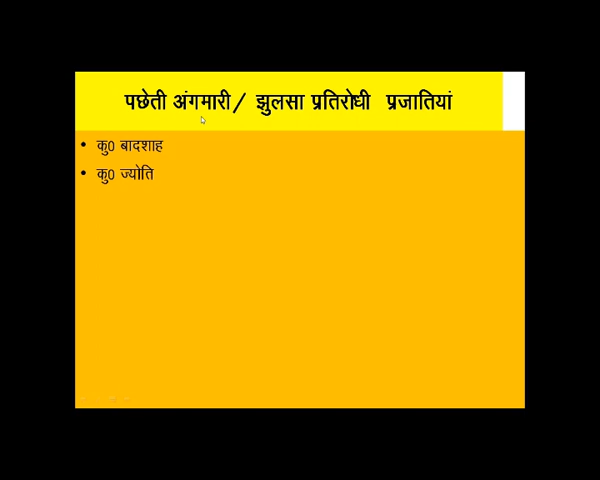 पछेती अंगमारी/ झुलसा प्रतिरोधी प्रजातियां
• कु0 बादशाह
• कु0 ज्योति